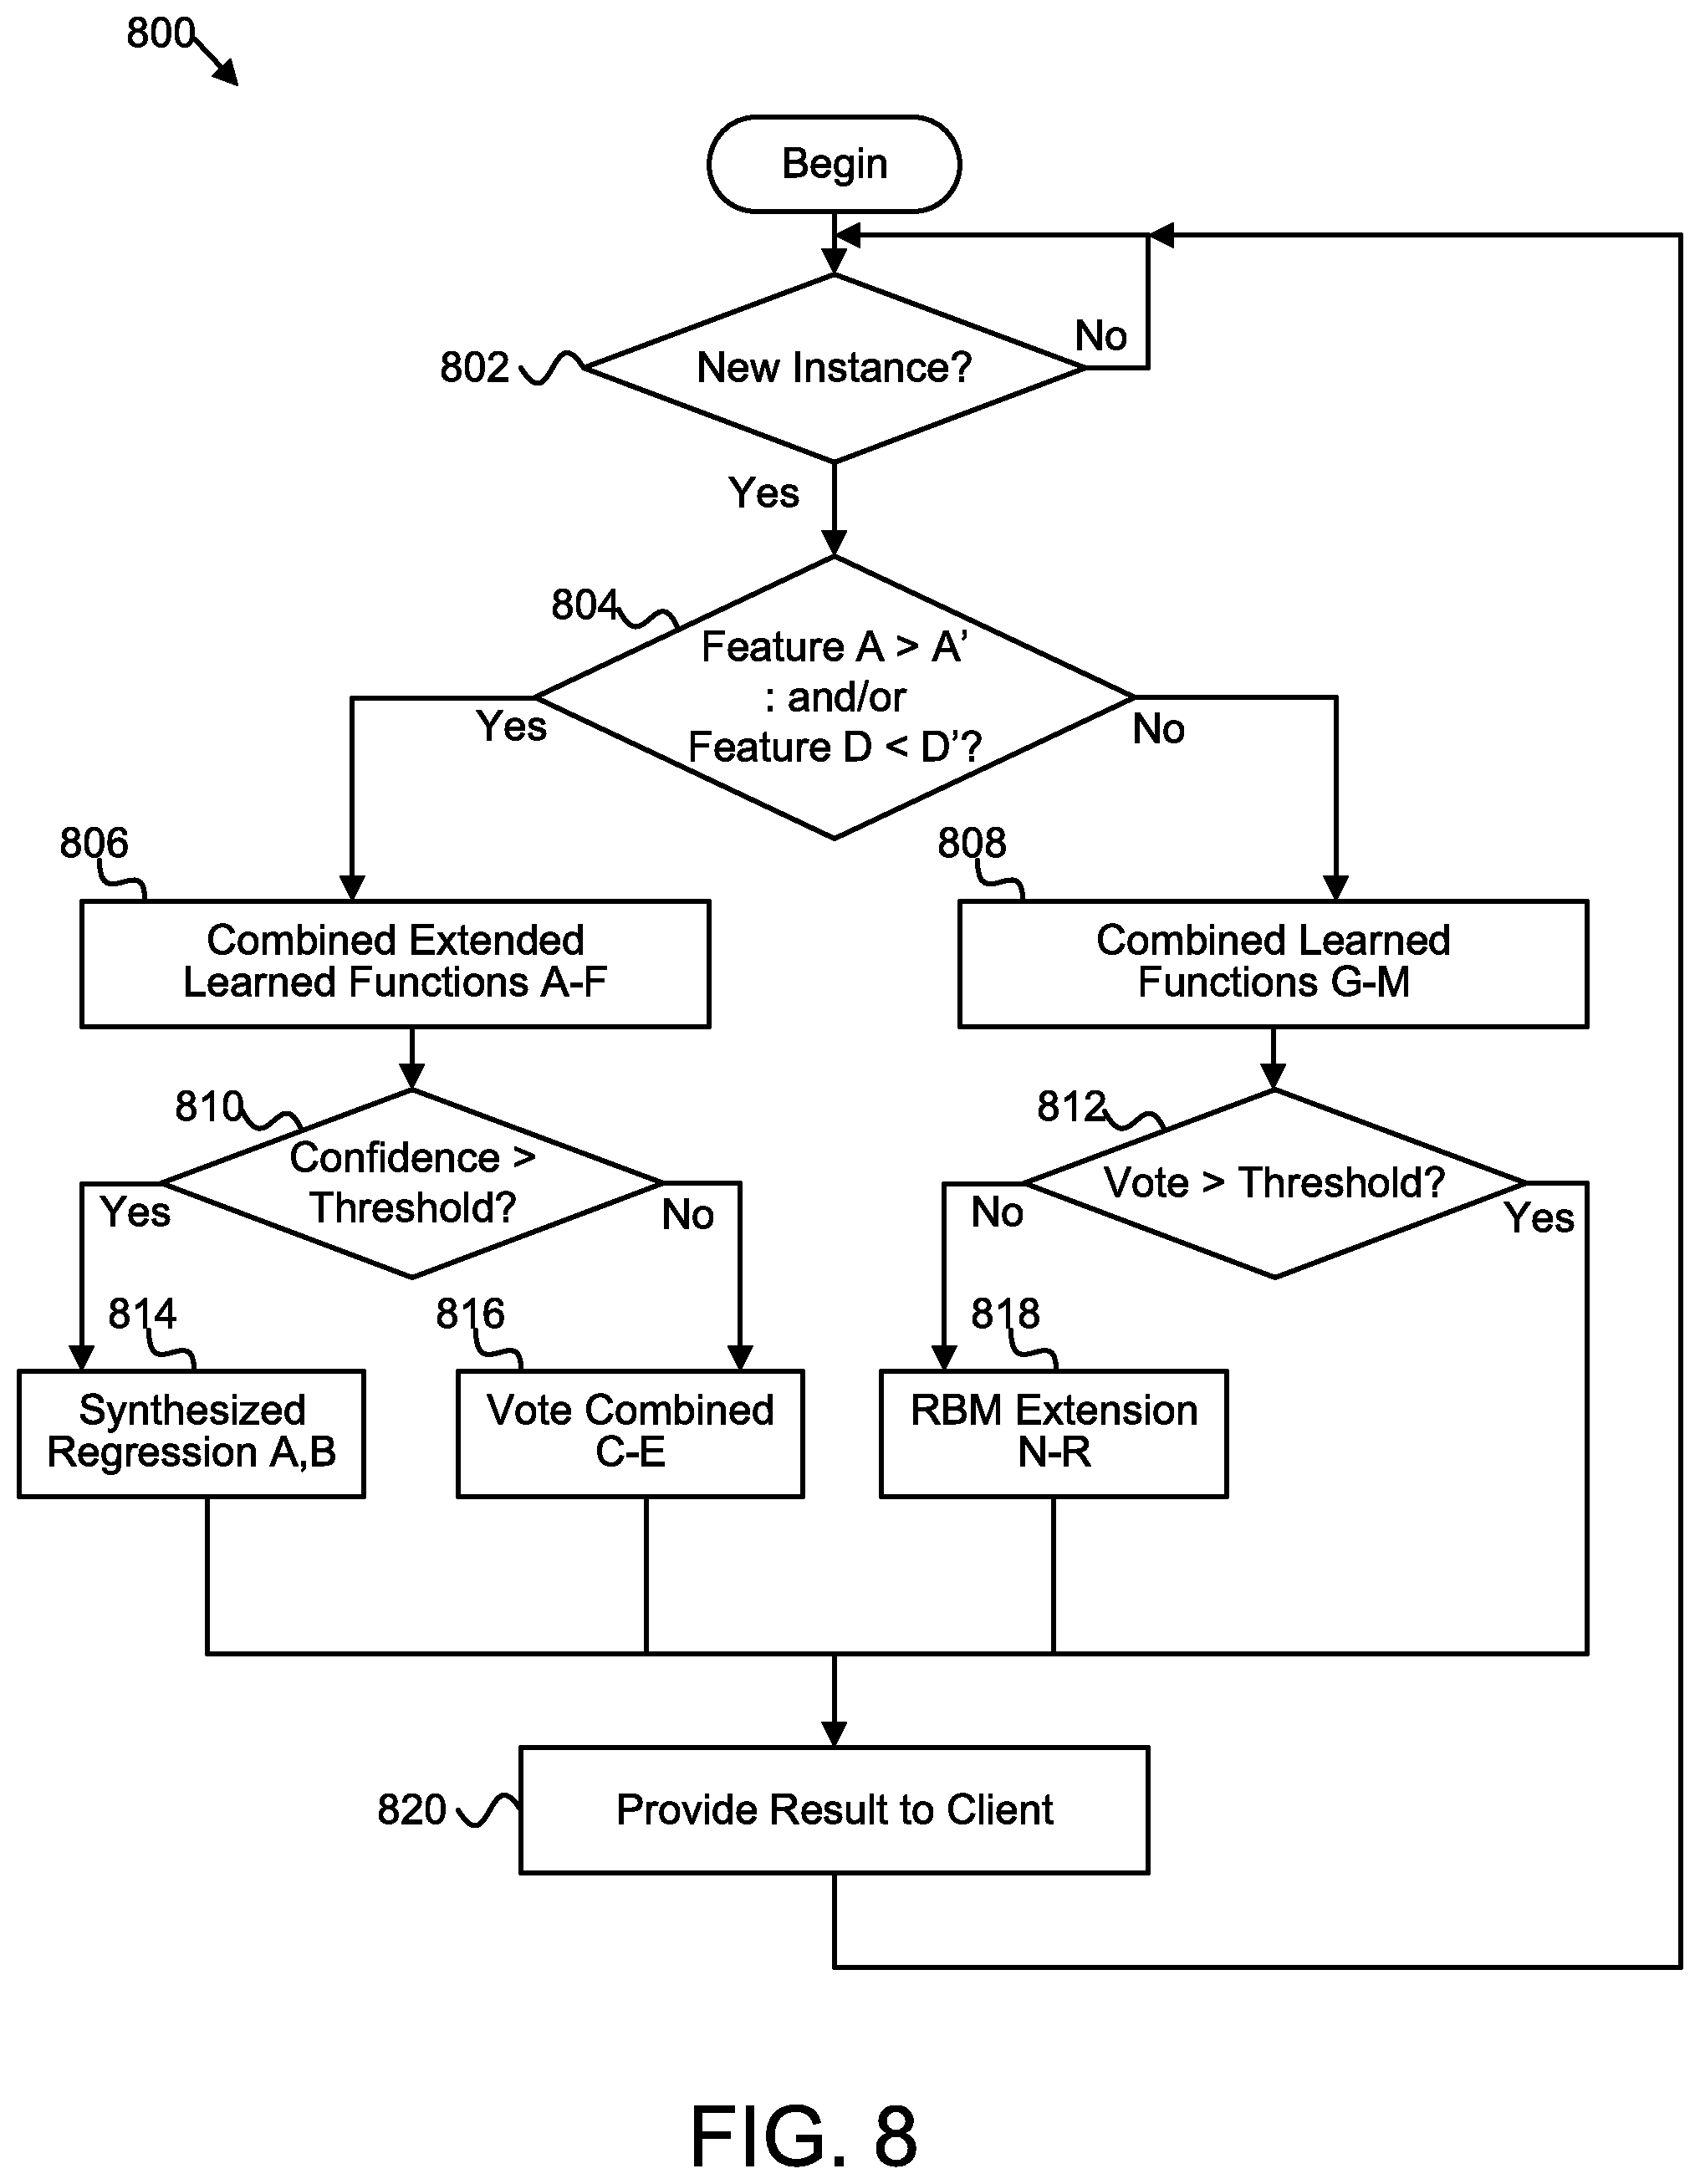 800
Begin
No
802
New Instance?
Yes
804
Feature A > A’
: and/or
Feature D < D’?
Yes
No
806
808
Combined Extended
Learned Functions A-F
Combined Learned
Functions G-M
810
Confidence >
Threshold?
Yes
No
812
Vote > Threshold?
No
Yes
814
816
818
Synthesized
Regression A,B
Vote Combined
C-E
RBM Extension
N-R
820
Provide Result to Client
FIG. 8